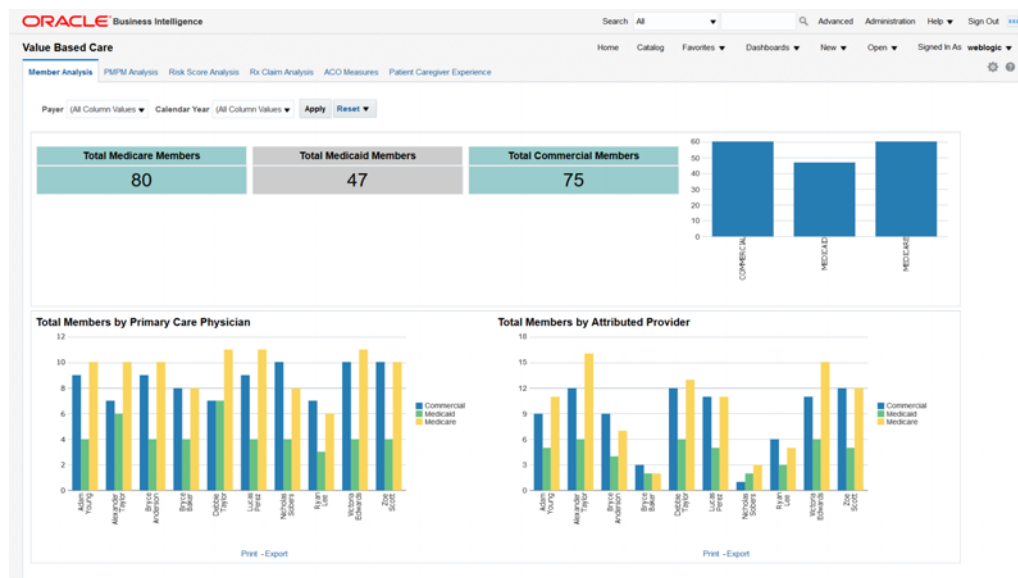 ORACLE Business Intelligence
Search All Advanced Administration Help Sign Out
Value Based Care
Home Catalog Favorites Dashboards New Open Signed In As weblogic
Member Analysis PMPM Analysis Risk Score Analysis Rx Claim Analysis ACO Measures Patient Caregiver Experience
Payer (All Column Values Calendar Year (All Column Values Apply Reset
Total Medicare Members Total Medicaid Members Total Commercial Members
80 47 75
60
50
40
30
20
10
0
COMMERCIAL MEDICAID MEDICARE
Total Members by Primary Care Physician
12
10
8
6
4
2
0
Adam Young
Alexander Taylor
Bryce Anderson
Bryce Baker
Debbie Taylor
Lucas Perez
Nicholas Sobers
Ryan Lee
Victoria Edwards
Zoe Scott
Commercial
Medicaid
Medicare
Print - Export
Total Members by Attributed Provider
18
15
12
9
6
3
0
Adam Young
Alexander Taylor
Bryce Anderson
Bryce Baker
Debbie Taylor
Lucas Perez
Nicholas Sobers
Ryan Lee
Victoria Edwards
Zoe Scott
Commercial
Medicaid
Medicare
Print - Export